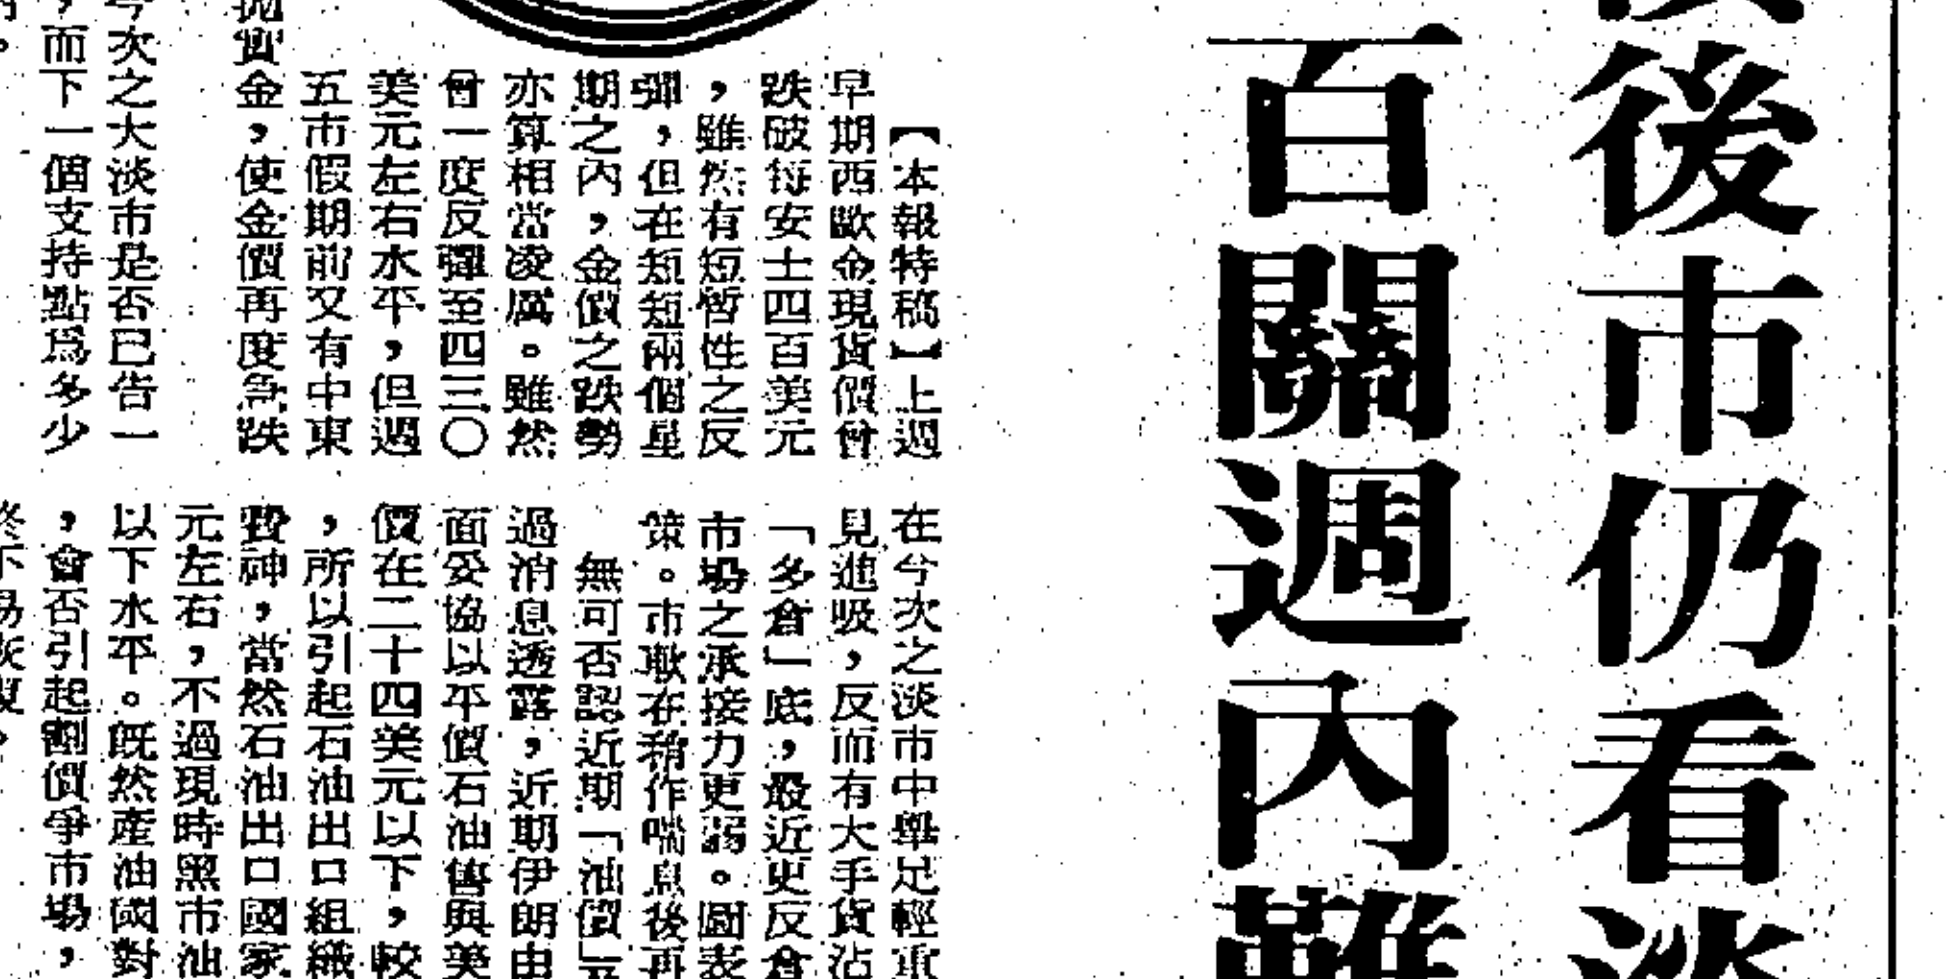 後市仍看淡
百關週內難
【本報特稿】上週
早期西歐金現貨價曾
跌破每安士四百美元
，雖然有短暫性之反
彈，但在短短兩個星
期之內，金價之跌勢
亦算相當凌厲。雖然
曾一度反彈至四三〇
美元左右水平，但週
五市假期前又有中東
拋賣金，使金價再度急跌
今次之大淡市是否已告一
，而下一個支持點為多少
在今次之淡市中舉足輕重
見進吸，反而有大手貨沽
「多倉」底，最近更反倉
市場之承接力更弱。圖表
策。市歇在稍作喘息後再
無可否認近期「油價」
過消息透露，近期伊朗由
面妥協以平價石油售與美
價在二十四美元以下，較
，所以引起石油出口組織
費神，當然石油出口國家
元左右，不過現時黑市油
以下水平。既然產油國對
，會否引起割價爭市場，
終不易恢復，